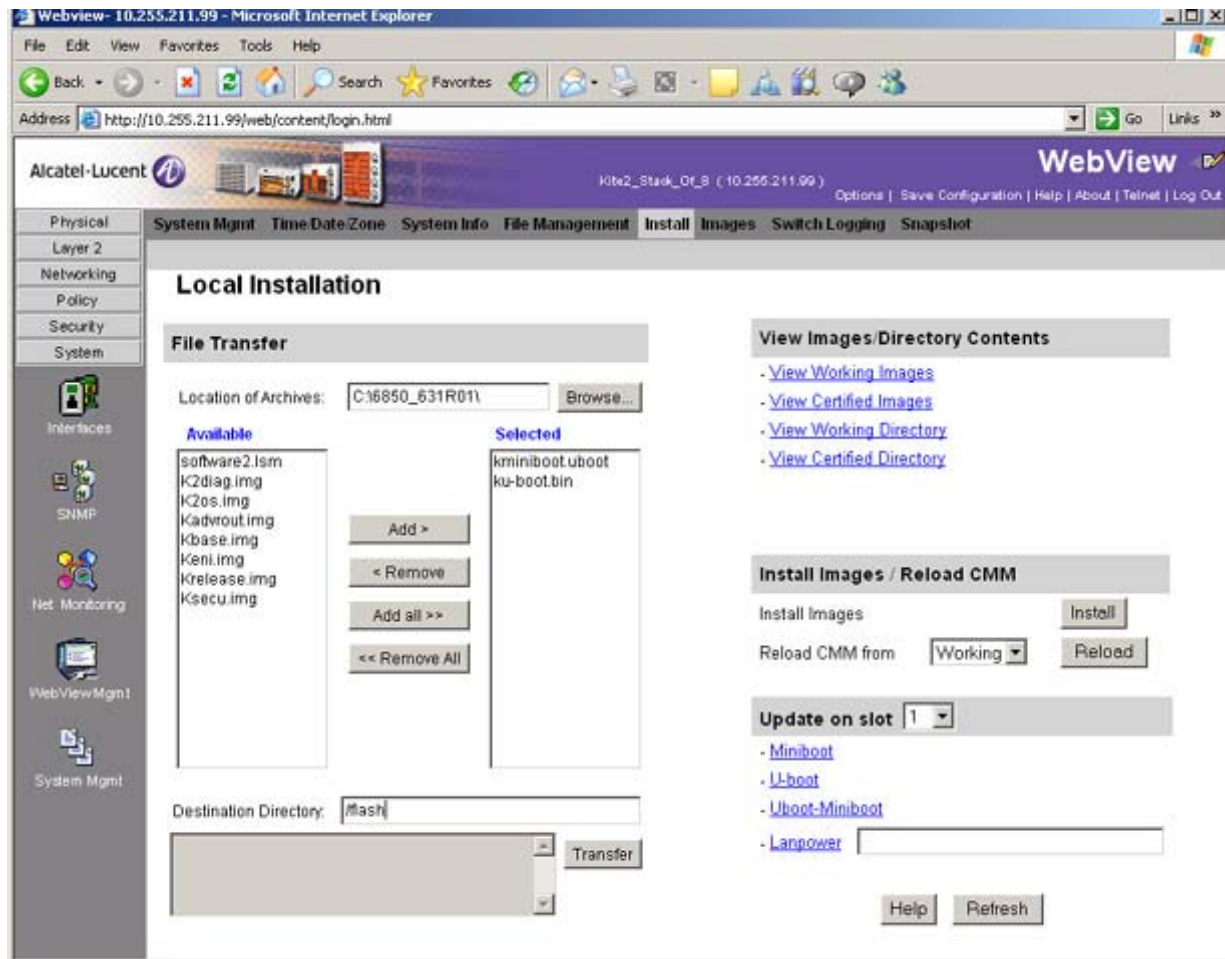 Webview- 10.255.211.99 - Microsoft Internet Explorer
File Edit View Favorites Tools Help
Back Search Favorites
Address http://10.255.211.99/web/content/login.html Go Links »
Alcatel-Lucent WebView
Kite2_Stack_Of_8 ( 10.255.211.99 )
Options | Save Configuration | Help | About | Telnet | Log Out
Physical
Layer 2
Networking
Policy
Security
System
Interfaces
SNMP
Net Monitoring
WebViewMgmt
System Mgmt
System Mgmt Time/Date/Zone System Info File Management Install Images Switch Logging Snapshot
Local Installation
File Transfer
Location of Archives: C:\6850_631R01\ Browse...
Available
software2.lsm
K2diag.img
K2os.img
Kadvrout.img
Kbase.img
Keni.img
Krelease.img
Ksecu.img
Add >
< Remove
Add all >>
<< Remove All
Selected
kminiboot.uboot
ku-boot.bin
Destination Directory: /flash
Transfer
View Images/Directory Contents
- View Working Images
- View Certified Images
- View Working Directory
- View Certified Directory
Install Images / Reload CMM
Install Images Install
Reload CMM from Working Reload
Update on slot 1
- Miniboot
- U-boot
- Uboot-Miniboot
- Lanpower
Help Refresh